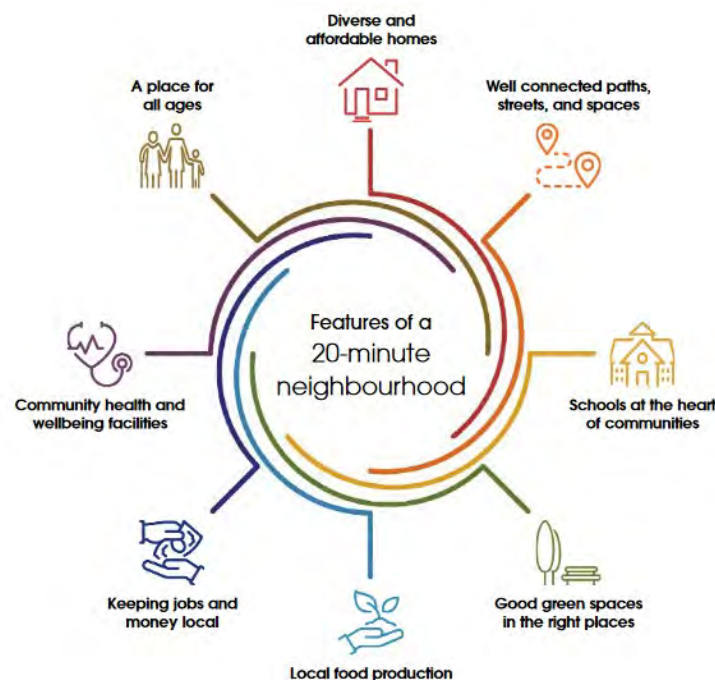 Diverse and
affordable homes
A place for
all ages
Well connected paths,
streets, and spaces
Features of a
20-minute
neighbourhood
Community health and
wellbeing facilities
Schools at the heart
of communities
Keeping jobs and
money local
Good green spaces
in the right places
Local food production